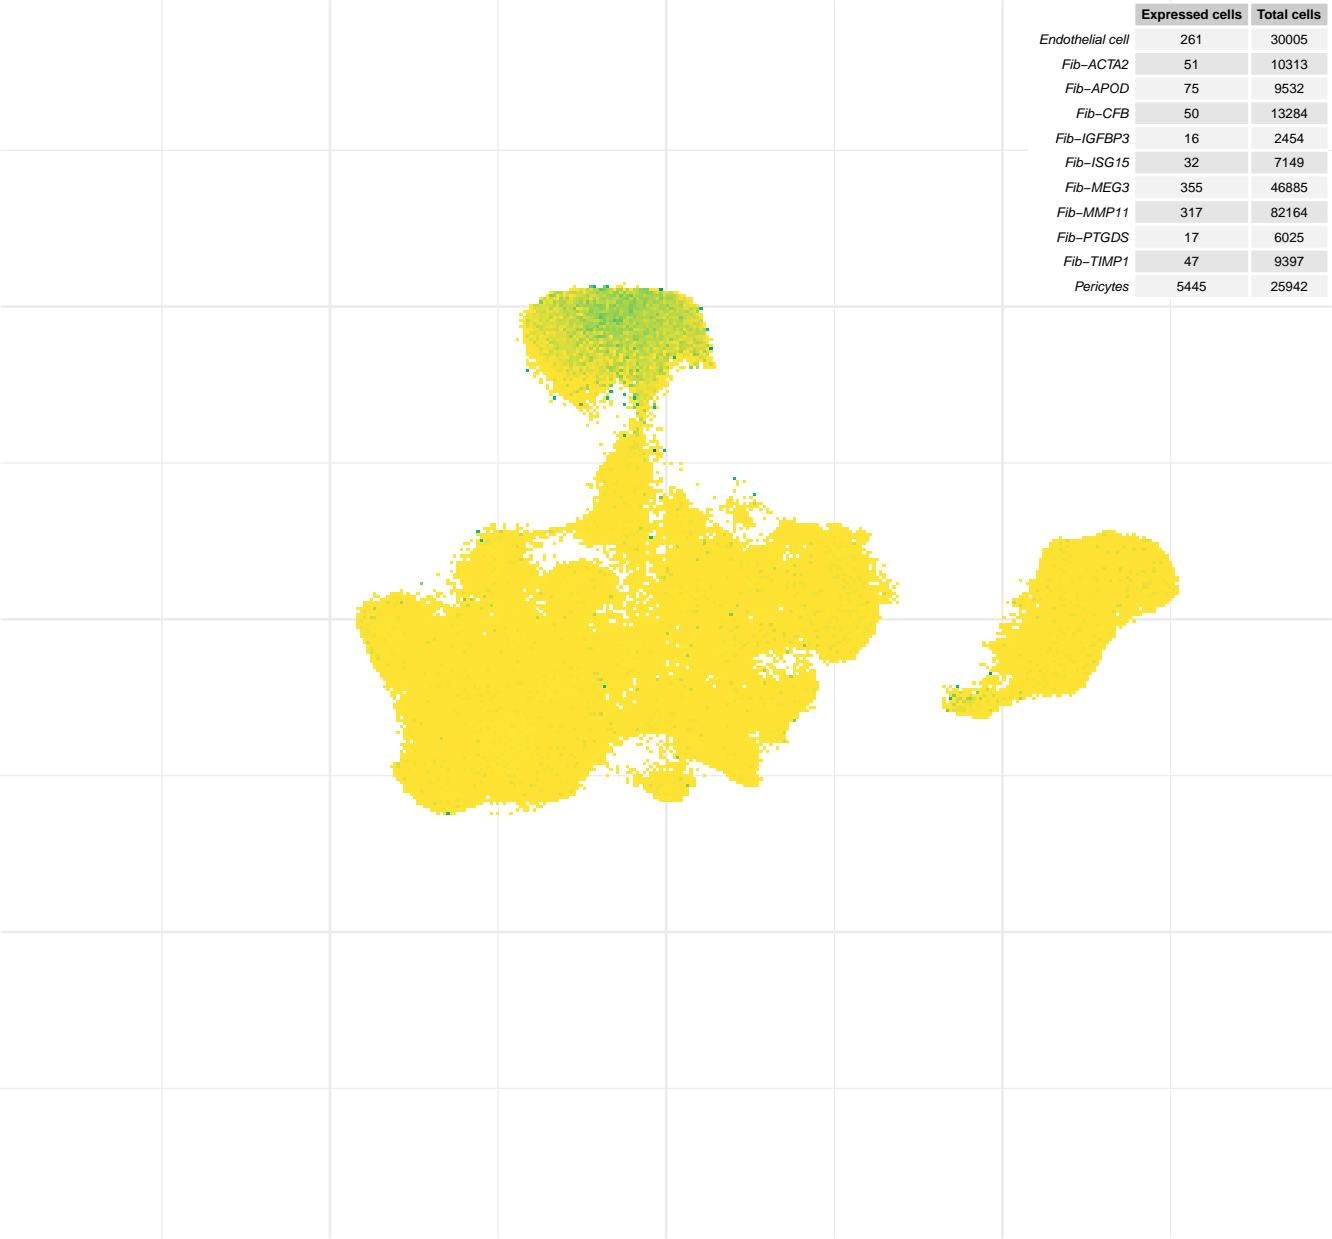 Expressed cells Total cells
Endothelial cell 261 30005
Fib−ACTA2 51 10313
Fib−APOD 75 9532
Fib−CFB 50 13284
Fib−IGFBP3 16 2454
Fib−ISG15 32 7149
Fib−MEG3 355 46885
Fib−MMP11 317 82164
Fib−PTGDS 17 6025
Fib−TIMP1 47 9397
Pericytes 5445 25942